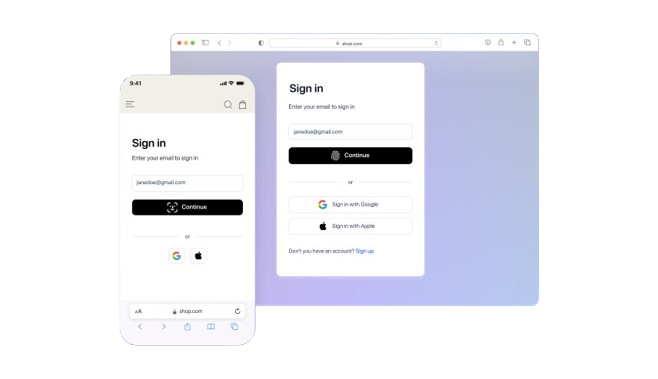 9:41
Sign in
Enter your email to sign in
janedoe@gmail.com
Continue
or
AA
shop.com
shop.com
Sign in
Enter your email to sign in
janedoe@gmail.com
Continue
or
Sign in with Google
Sign in with Apple
Don't you have an account? Sign up